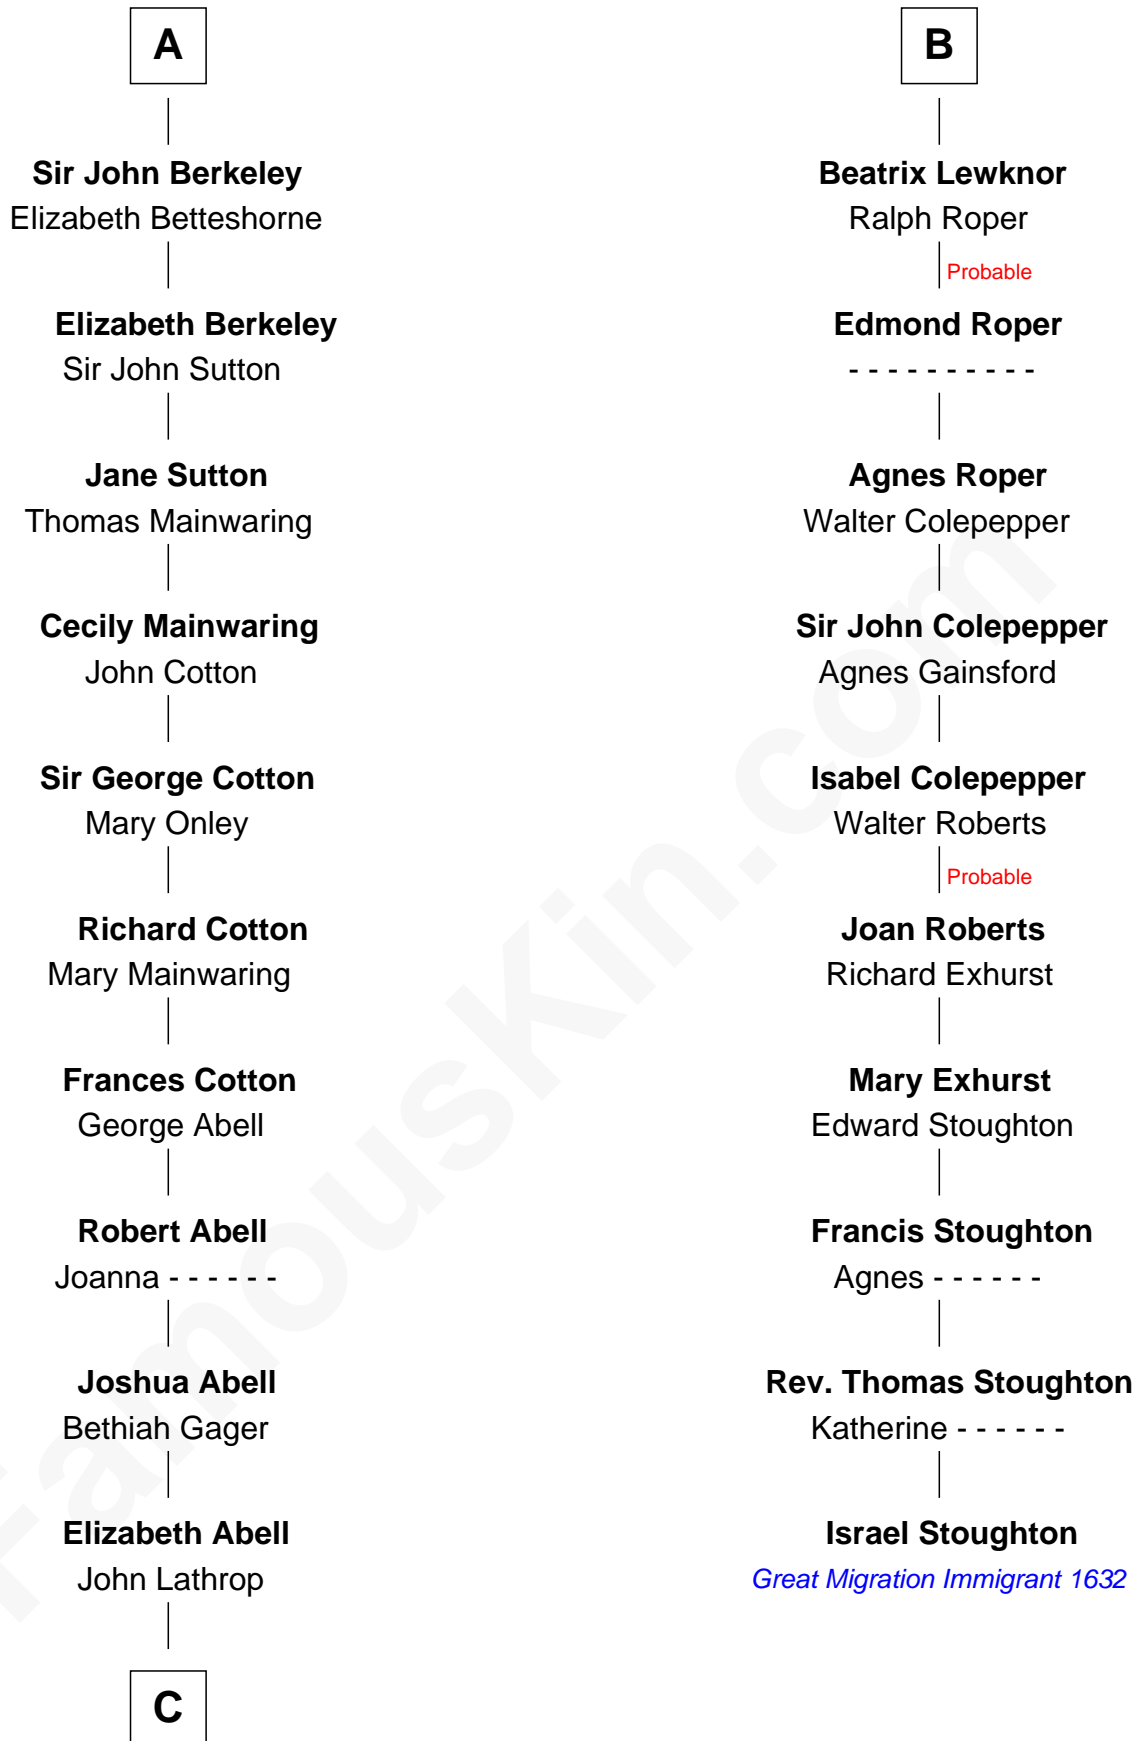 A
Sir John Berkeley
Elizabeth Betteshorne
Elizabeth Berkeley
Sir John Sutton
Jane Sutton
Thomas Mainwaring
Cecily Mainwaring
John Cotton
Sir George Cotton
Mary Onley
Richard Cotton
Mary Mainwaring
Frances Cotton
George Abell
Robert Abell
Joanna - - - - - -
Joshua Abell
Bethiah Gager
Elizabeth Abell
John Lathrop
C
B
Beatrix Lewknor
Ralph Roper
Probable
Edmond Roper
- - - - - - - - - -
Agnes Roper
Walter Colepepper
Sir John Colepepper
Agnes Gainsford
Isabel Colepepper
Walter Roberts
Probable
Joan Roberts
Richard Exhurst
Mary Exhurst
Edward Stoughton
Francis Stoughton
Agnes - - - - - -
Rev. Thomas Stoughton
Katherine - - - - - -
Israel Stoughton
Great Migration Immigrant 1632
FamousKin.com